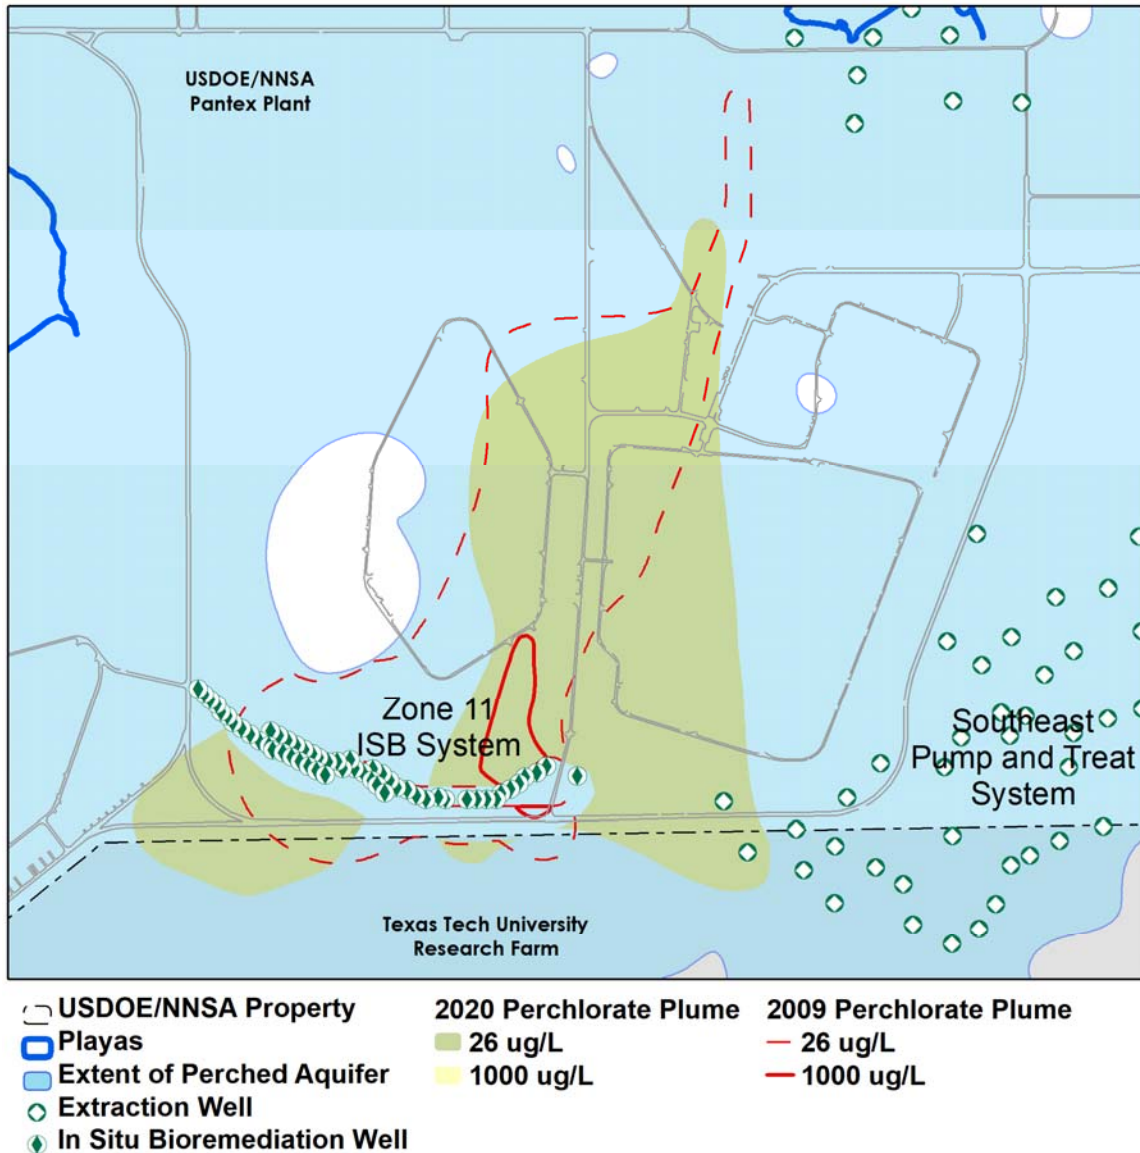 USDOE/NNSA
Pantex Plant
Zone 11
ISB System
Southeast
Pump and Treat
System
Texas Tech University
Research Farm
USDOE/NNSA Property
Playas
Extent of Perched Aquifer
Extraction Well
In Situ Bioremediation Well
2020 Perchlorate Plume
26 ug/L
1000 ug/L
2009 Perchlorate Plume
26 ug/L
1000 ug/L